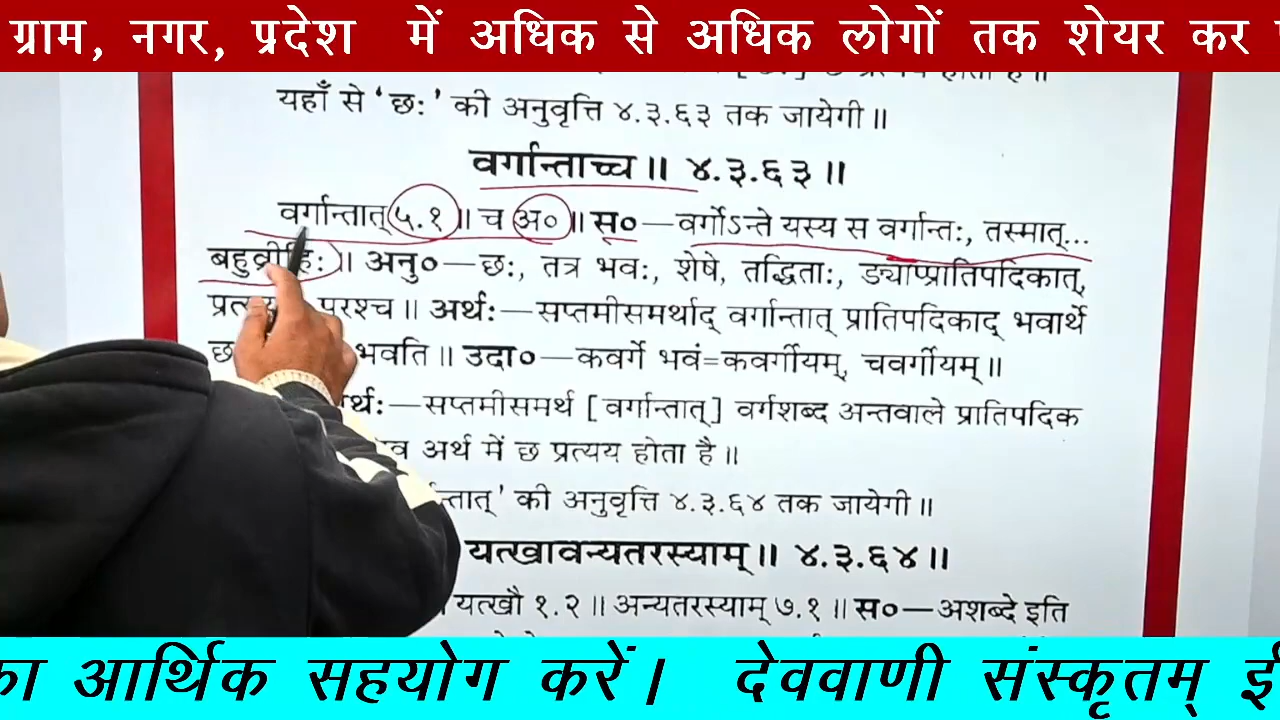 ग्राम, नगर, प्रदेश में अधिक से अधिक लोगों तक शेयर कर
यहाँ से ‘छः’ की अनुवृत्ति ४.३.६३ तक जायेगी॥
वर्गान्ताच्च॥ ४.३.६३॥
वर्गान्तात् ५.१॥ च अ०॥ स०—वर्गोऽन्ते यस्य स वर्गान्तः, तस्मात्...
बहुव्रीहिः॥ अनु०—छः, तत्र भवः, शेषे, तद्धिताः, ङ्याप्प्रातिपदिकात्,
परश्च॥ अर्थः—सप्तमीसमर्थाद् वर्गान्तात् प्रातिपदिकाद् भवार्थे
भवति॥ उदा०—कवर्गे भवं=कवर्गीयम्, चवर्गीयम्॥
र्थः—सप्तमीसमर्थ [वर्गान्तात्] वर्गशब्द अन्तवाले प्रातिपदिक
व अर्थ में छ प्रत्यय होता है॥
न्तात्’ की अनुवृत्ति ४.३.६४ तक जायेगी॥
यत्खावन्यतरस्याम्॥ ४.३.६४॥
यत्खौ १.२॥ अन्यतरस्याम् ७.१॥ स०—अशब्दे इति
का आर्थिक सहयोग करें। देववाणी संस्कृतम् ई